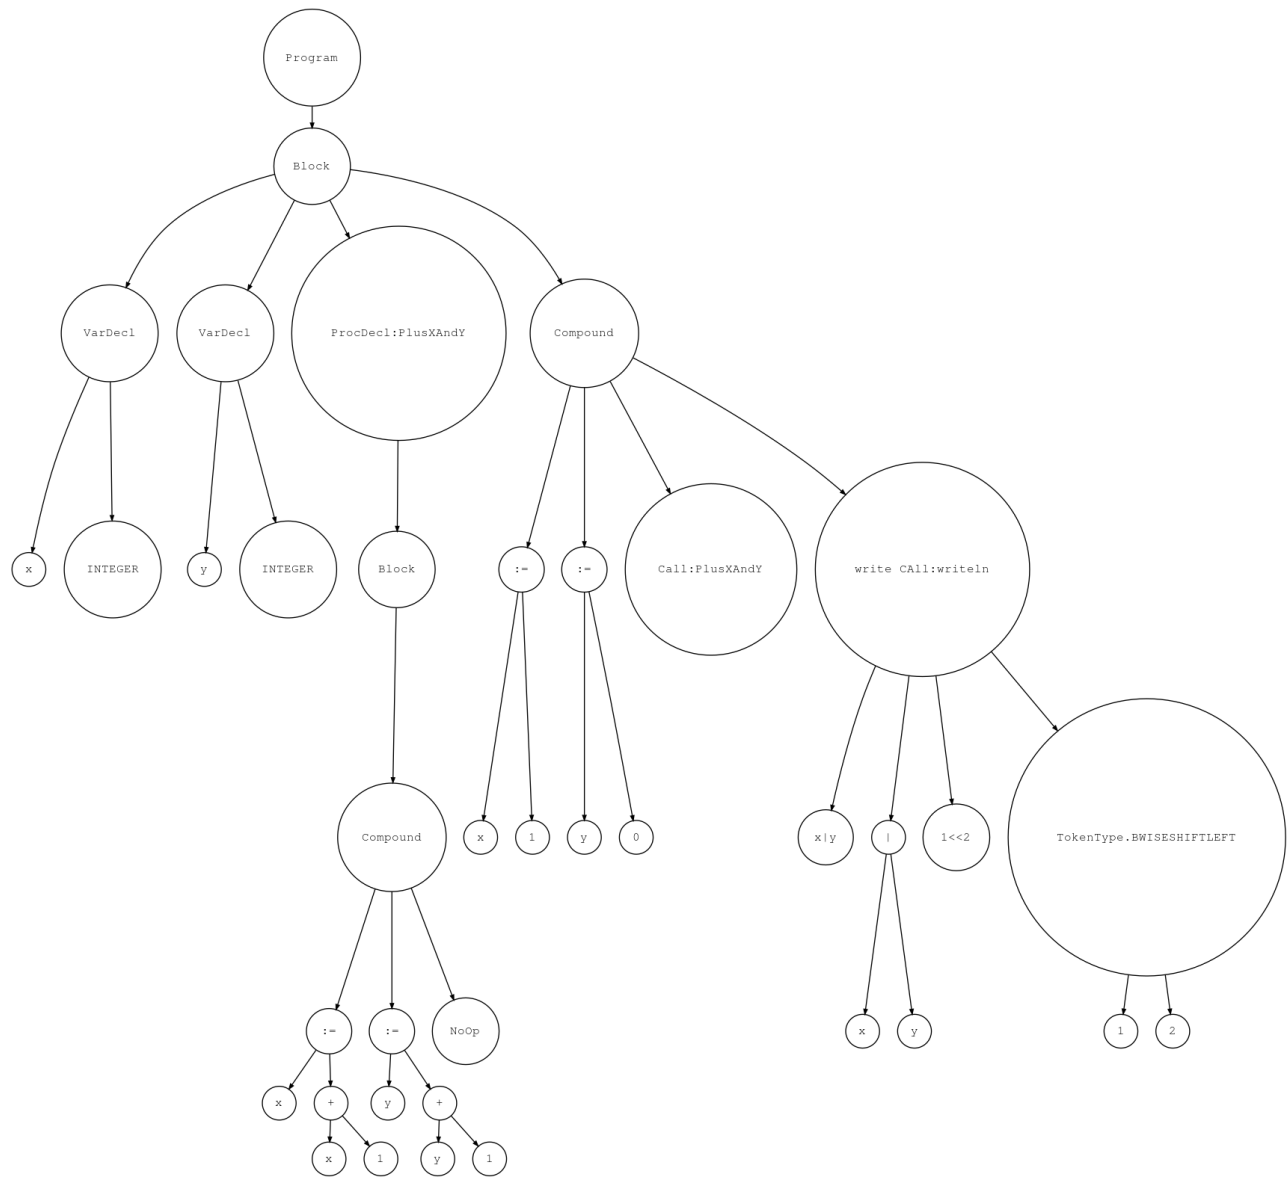 Program
Block
VarDecl
VarDecl
ProcDecl:PlusXAndY
Compound
x
INTEGER
y
INTEGER
Block
:=
:=
Call:PlusXAndY
write CAll:writeln
Compound
x
1
y
0
x|y
|
1<<2
TokenType.BWISESHIFTLEFT
:=
:=
NoOp
x
y
1
2
x
+
y
+
x
1
y
1